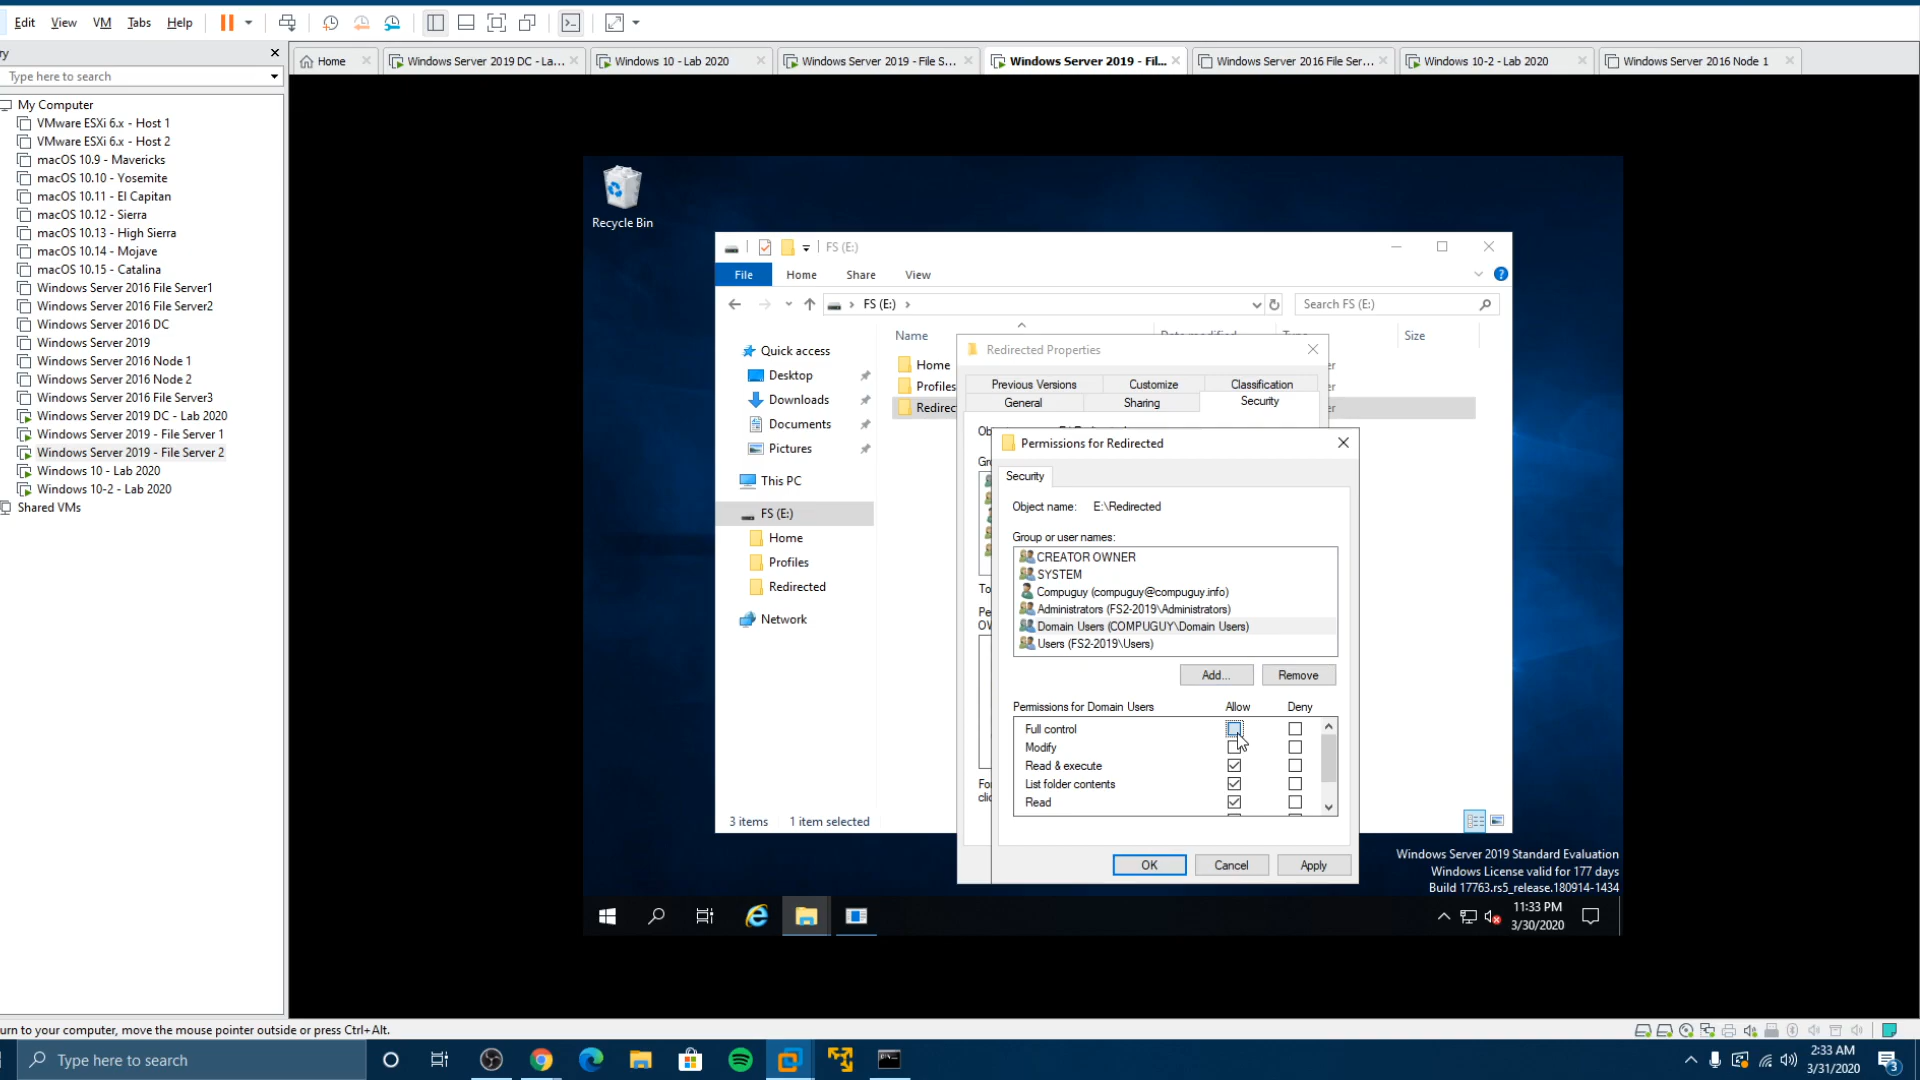 Edit View VM Tabs Help
ry
Type here to search
My Computer
VMware ESXi 6.x - Host 1
VMware ESXi 6.x - Host 2
macOS 10.9 - Mavericks
macOS 10.10 - Yosemite
macOS 10.11 - El Capitan
macOS 10.12 - Sierra
macOS 10.13 - High Sierra
macOS 10.14 - Mojave
macOS 10.15 - Catalina
Windows Server 2016 File Server1
Windows Server 2016 File Server2
Windows Server 2016 DC
Windows Server 2019
Windows Server 2016 Node 1
Windows Server 2016 Node 2
Windows Server 2016 File Server3
Windows Server 2019 DC - Lab 2020
Windows Server 2019 - File Server 1
Windows Server 2019 - File Server 2
Windows 10 - Lab 2020
Windows 10-2 - Lab 2020
Shared VMs
Home
Windows Server 2019 DC - La...
Windows 10 - Lab 2020
Windows Server 2019 - File S...
Windows Server 2019 - Fil...
Windows Server 2016 File Ser...
Windows 10-2 - Lab 2020
Windows Server 2016 Node 1
Recycle Bin
FS (E:)
File Home Share View
FS (E:)
Search FS (E:)
Quick access
Desktop
Downloads
Documents
Pictures
This PC
FS (E:)
Home
Profiles
Redirected
Network
Name
Size
Home
Profiles
Redirec
3 items 1 item selected
Redirected Properties
Previous Versions Customize Classification
General Sharing Security
Permissions for Redirected
Security
Object name: E:\Redirected
Group or user names:
CREATOR OWNER
SYSTEM
Compuguy (compuguy@compuguy.info)
Administrators (FS2-2019\Administrators)
Domain Users (COMPUGUY\Domain Users)
Users (FS2-2019\Users)
Add... Remove
Permissions for Domain Users Allow Deny
Full control
Modify
Read & execute
List folder contents
Read
OK Cancel Apply
Windows Server 2019 Standard Evaluation
Windows License valid for 177 days
Build 17763.rs5_release.180914-1434
11:33 PM
3/30/2020
urn to your computer, move the mouse pointer outside or press Ctrl+Alt.
Type here to search
2:33 AM
3/31/2020
3